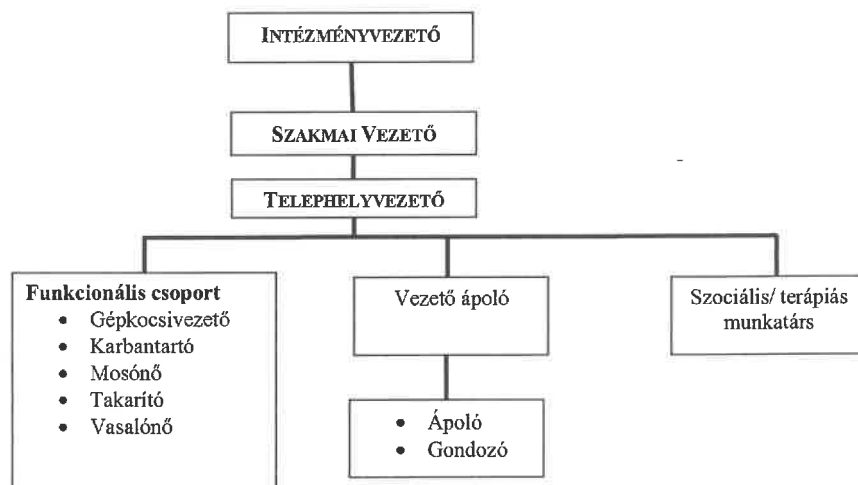 INTÉZMÉNYVEZETŐ
SZAKMAI VEZETŐ
TELEPHELYVEZETŐ
Funkcionális csoport
• Gépkocsivezető
• Karbantartó
• Mosónő
• Takarító
• Vasalónő
Vezető ápoló
• Ápoló
• Gondozó
Szociális/ terápiás
munkatárs